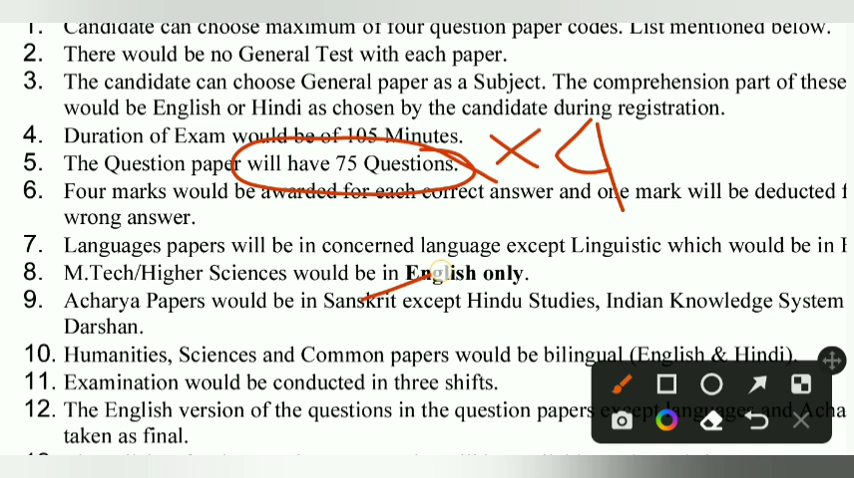 1. Candidate can choose maximum of four question paper codes. List mentioned below.
2. There would be no General Test with each paper.
3. The candidate can choose General paper as a Subject. The comprehension part of these
would be English or Hindi as chosen by the candidate during registration.
4. Duration of Exam would be of 105 Minutes.
5. The Question paper will have 75 Questions. × 4
6. Four marks would be awarded for each correct answer and one mark will be deducted f
wrong answer.
7. Languages papers will be in concerned language except Linguistic which would be in
8. M.Tech/Higher Sciences would be in English only.
9. Acharya Papers would be in Sanskrit except Hindu Studies, Indian Knowledge System
Darshan.
10. Humanities, Sciences and Common papers would be bilingual (English & Hindi).
11. Examination would be conducted in three shifts.
12. The English version of the questions in the question papers except languages and Acha
taken as final.